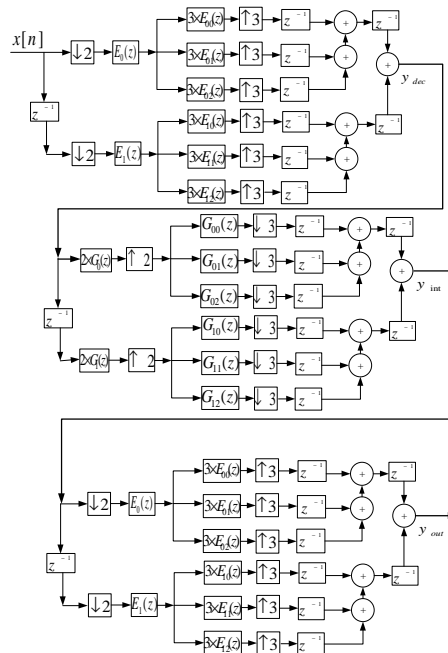 3×E₀₀(z) ↑3 z⁻¹ + z⁻¹
x[n] ↓2 E₀(z) 3×E₀₁(z) ↑3 z⁻¹ + +
3×E₀₂(z) ↑3 z⁻¹ y dec
z⁻¹ 3×E₁₀(z) ↑3 z⁻¹ + z⁻¹
↓2 E₁(z) 3×E₁₁(z) ↑3 z⁻¹ +
3×E₁₂(z) ↑3 z⁻¹
G₀₀(z) ↓ 3 z⁻¹ + z⁻¹
2×G₀(z) ↑ 2 G₀₁(z) ↓ 3 z⁻¹ + +
G₀₂(z) ↓ 3 z⁻¹ y int
z⁻¹ G₁₀(z) ↓ 3 z⁻¹ + z⁻¹
2×G₁(z) ↑ 2 G₁₁(z) ↓ 3 z⁻¹ +
G₁₂(z) ↓ 3 z⁻¹
3×E₀₀(z) ↑3 z⁻¹ + z⁻¹
↓2 E₀(z) 3×E₀₁(z) ↑3 z⁻¹ + +
3×E₀₂(z) ↑3 z⁻¹ y out
z⁻¹ 3×E₁₀(z) ↑3 z⁻¹ + z⁻¹
↓2 E₁(z) 3×E₁₁(z) ↑3 z⁻¹ +
3×E₁₂(z) ↑3 z⁻¹